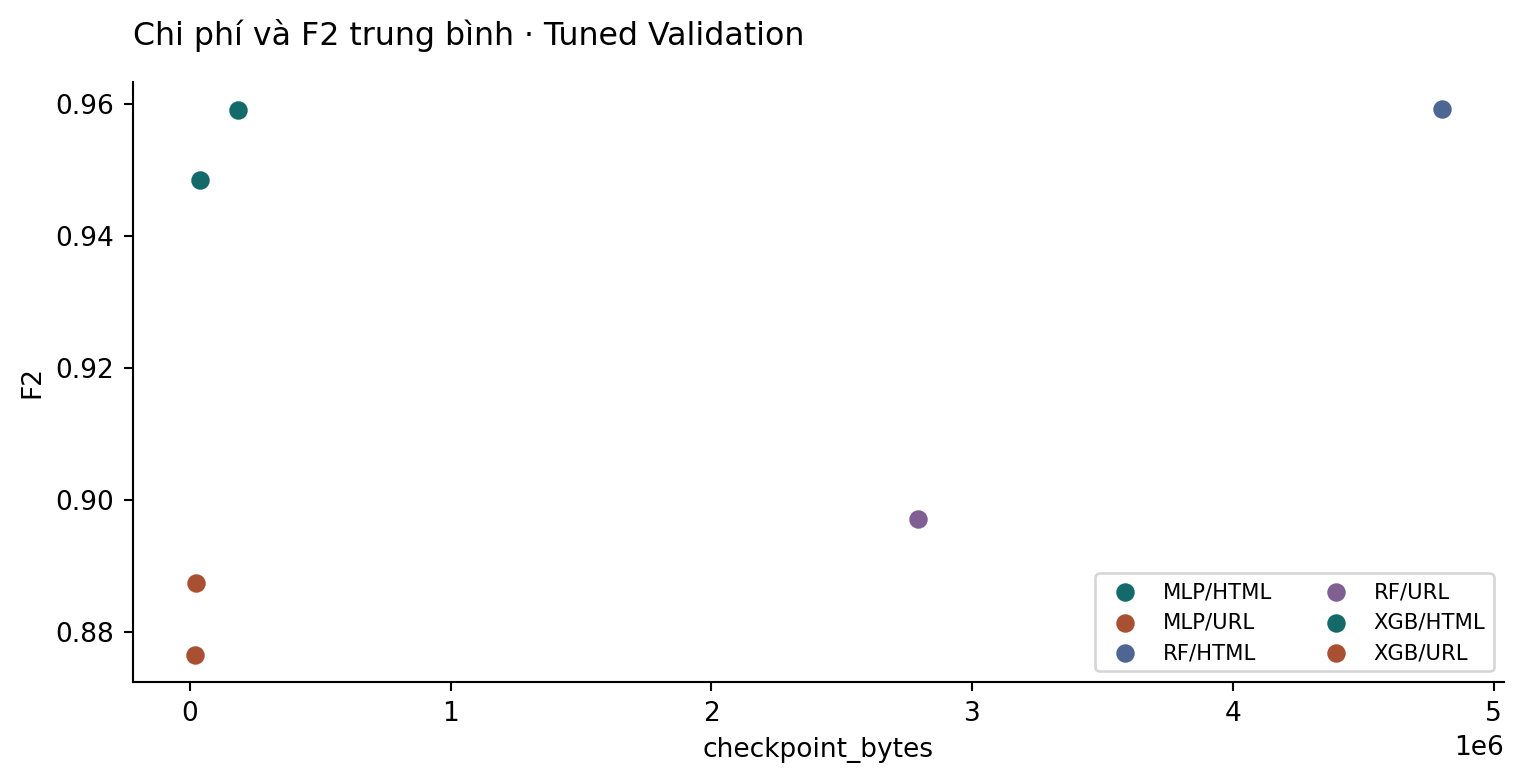 Chi phí và F2 trung bình · Tuned Validation
0.96
0.94
0.92
0.90
0.88
F2
0 1 2 3 4 5
1e6
checkpoint_bytes
MLP/HTML
MLP/URL
RF/HTML
RF/URL
XGB/HTML
XGB/URL